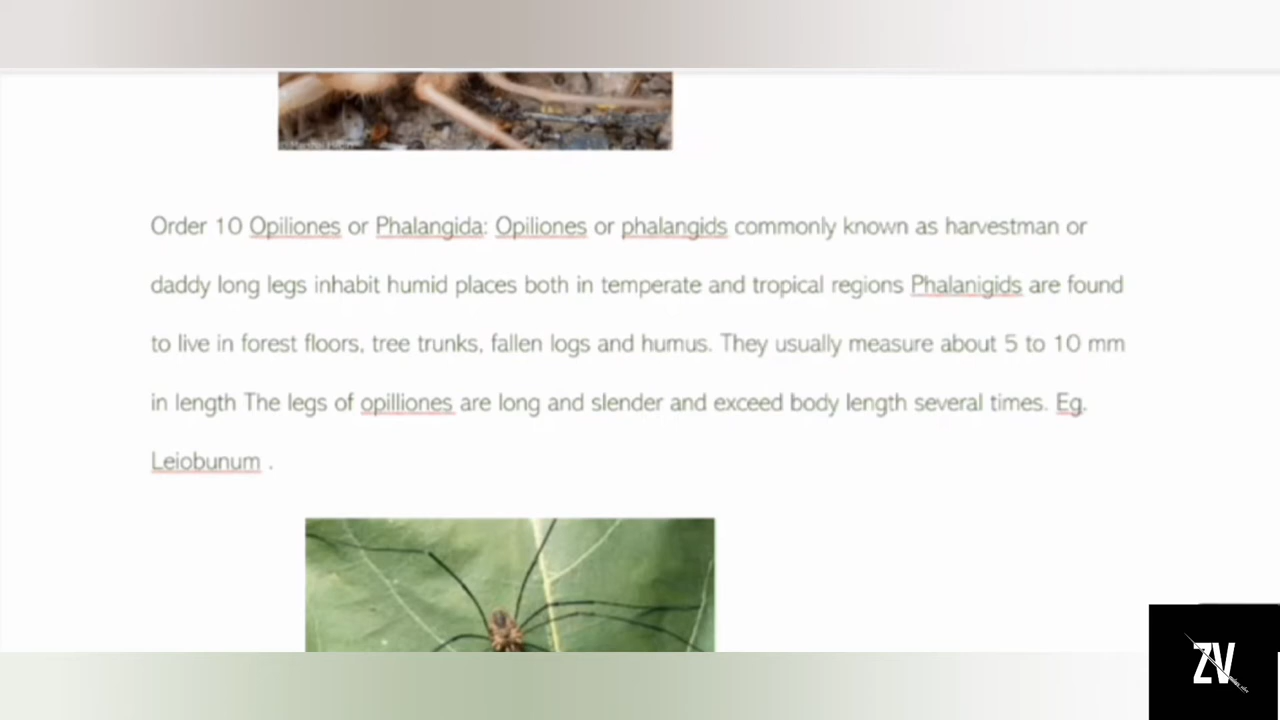 Order 10 Opiliones or Phalangida: Opiliones or phalangids commonly known as harvestman or
daddy long legs inhabit humid places both in temperate and tropical regions Phalanigids are found
to live in forest floors, tree trunks, fallen logs and humus. They usually measure about 5 to 10 mm
in length The legs of opilliones are long and slender and exceed body length several times. Eg.
Leiobunum .
ZV